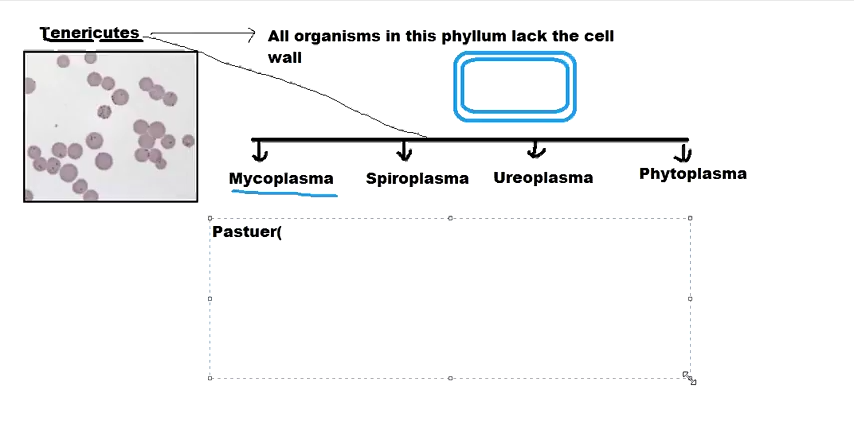 Tenericutes
All organisms in this phyllum lack the cell
wall
Mycoplasma
Spiroplasma
Ureoplasma
Phytoplasma
Pastuer(